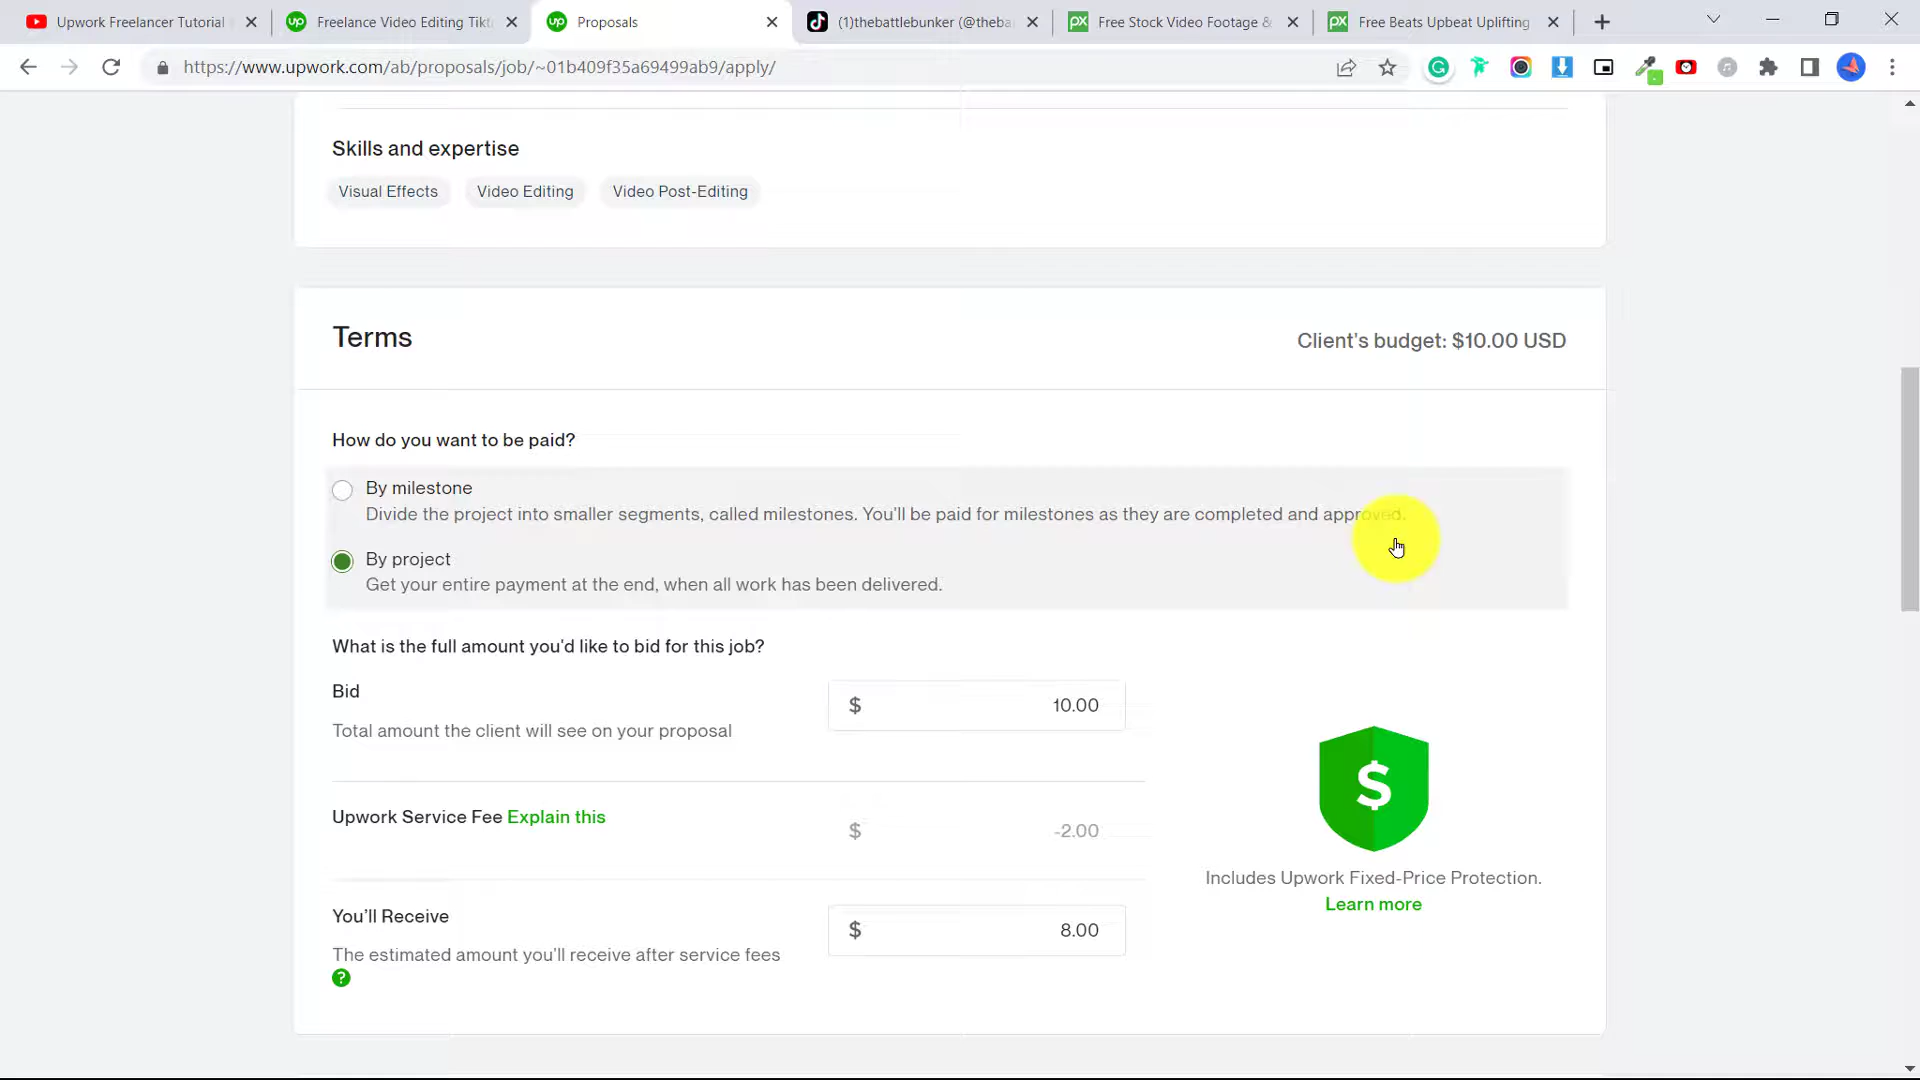 Upwork Freelancer Tutorial
Freelance Video Editing Tikt
Proposals
(1)thebattlebunker (@theba
Free Stock Video Footage &
Free Beats Upbeat Uplifting
https://www.upwork.com/ab/proposals/job/~01b409f35a69499ab9/apply/
Skills and expertise
Visual Effects
Video Editing
Video Post-Editing
Terms
Client's budget: $10.00 USD
How do you want to be paid?
By milestone
Divide the project into smaller segments, called milestones. You'll be paid for milestones as they are completed and approved.
By project
Get your entire payment at the end, when all work has been delivered.
What is the full amount you'd like to bid for this job?
Bid
$ 10.00
Total amount the client will see on your proposal
Upwork Service Fee Explain this
$ -2.00
$
Includes Upwork Fixed-Price Protection.
Learn more
You'll Receive
$ 8.00
The estimated amount you'll receive after service fees
?